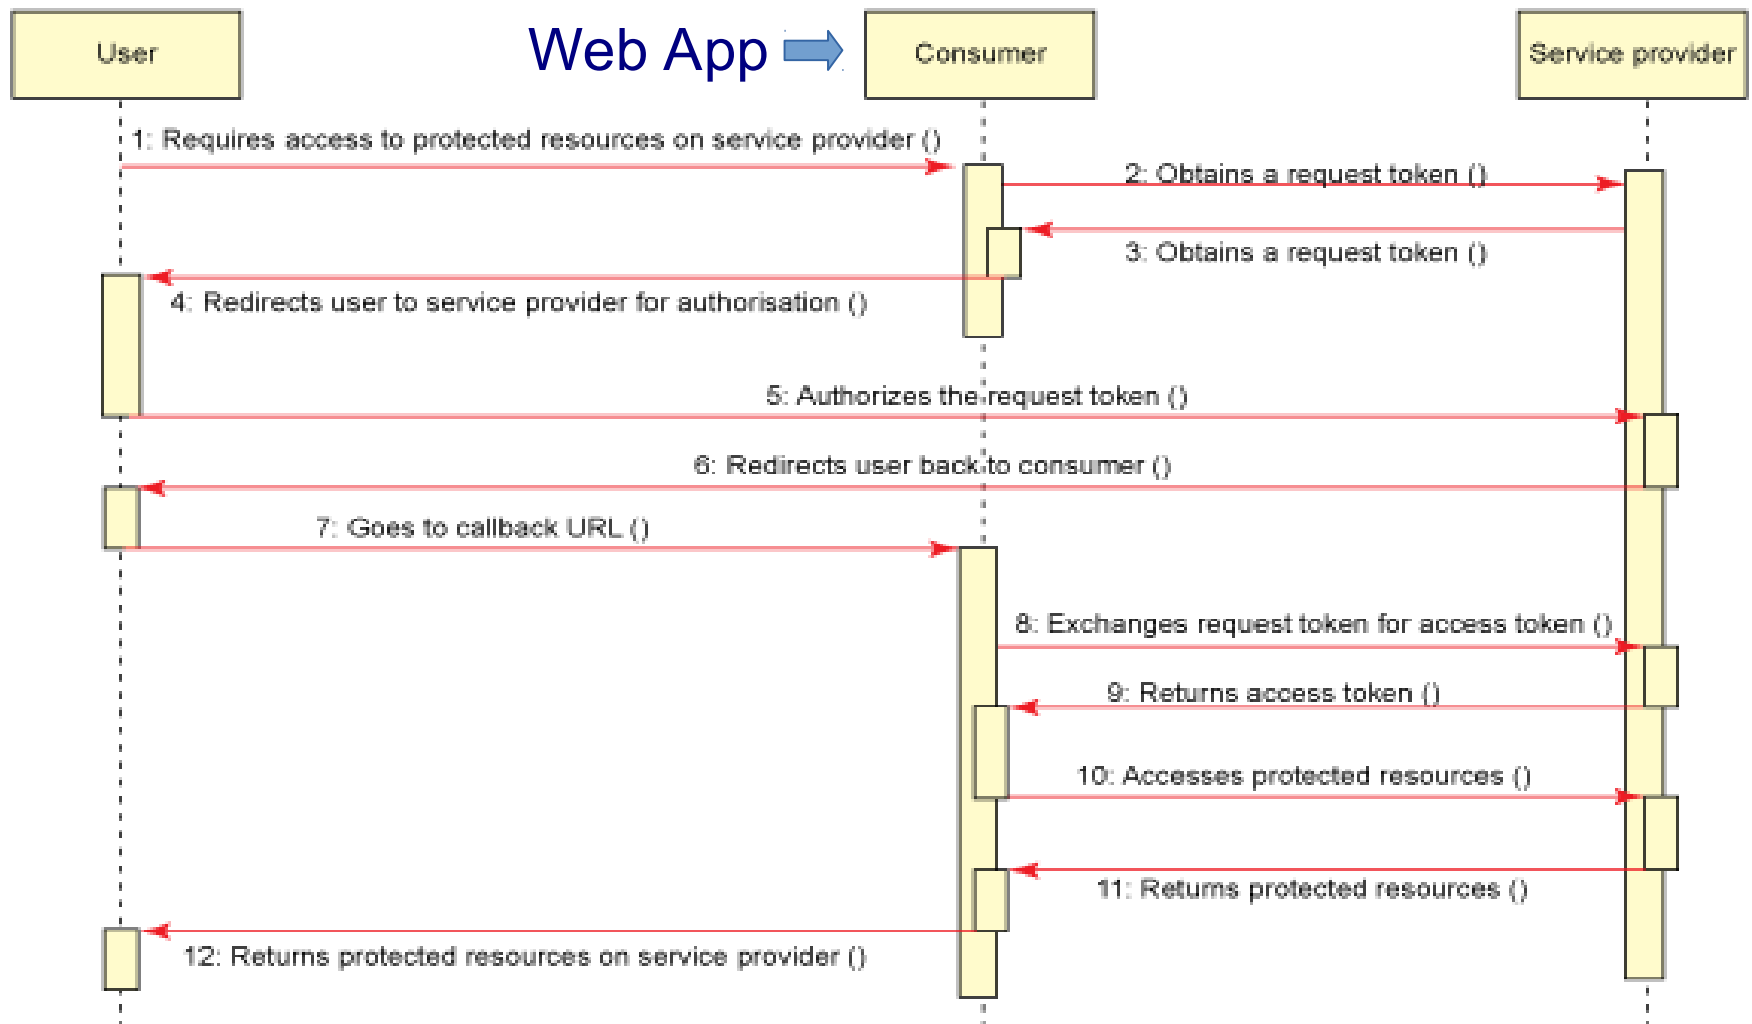 User
Web App
Consumer
Service provider
1: Requires access to protected resources on service provider ()
2: Obtains a request token ()
3: Obtains a request token ()
4: Redirects user to service provider for authorisation ()
5: Authorizes the request token ()
6: Redirects user back to consumer ()
7: Goes to callback URL ()
8: Exchanges request token for access token ()
9: Returns access token ()
10: Accesses protected resources ()
11: Returns protected resources ()
12: Returns protected resources on service provider ()